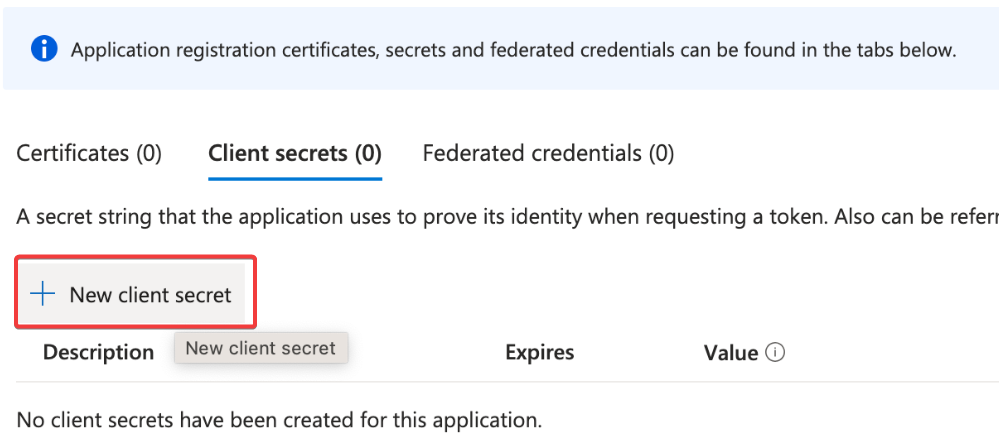 Application registration certificates, secrets and federated credentials can be found in the tabs below.
Certificates (0) Client secrets (0) Federated credentials (0)
A secret string that the application uses to prove its identity when requesting a token. Also can be
New client secret
Description New client secret Expires Value
No client secrets have been created for this application.